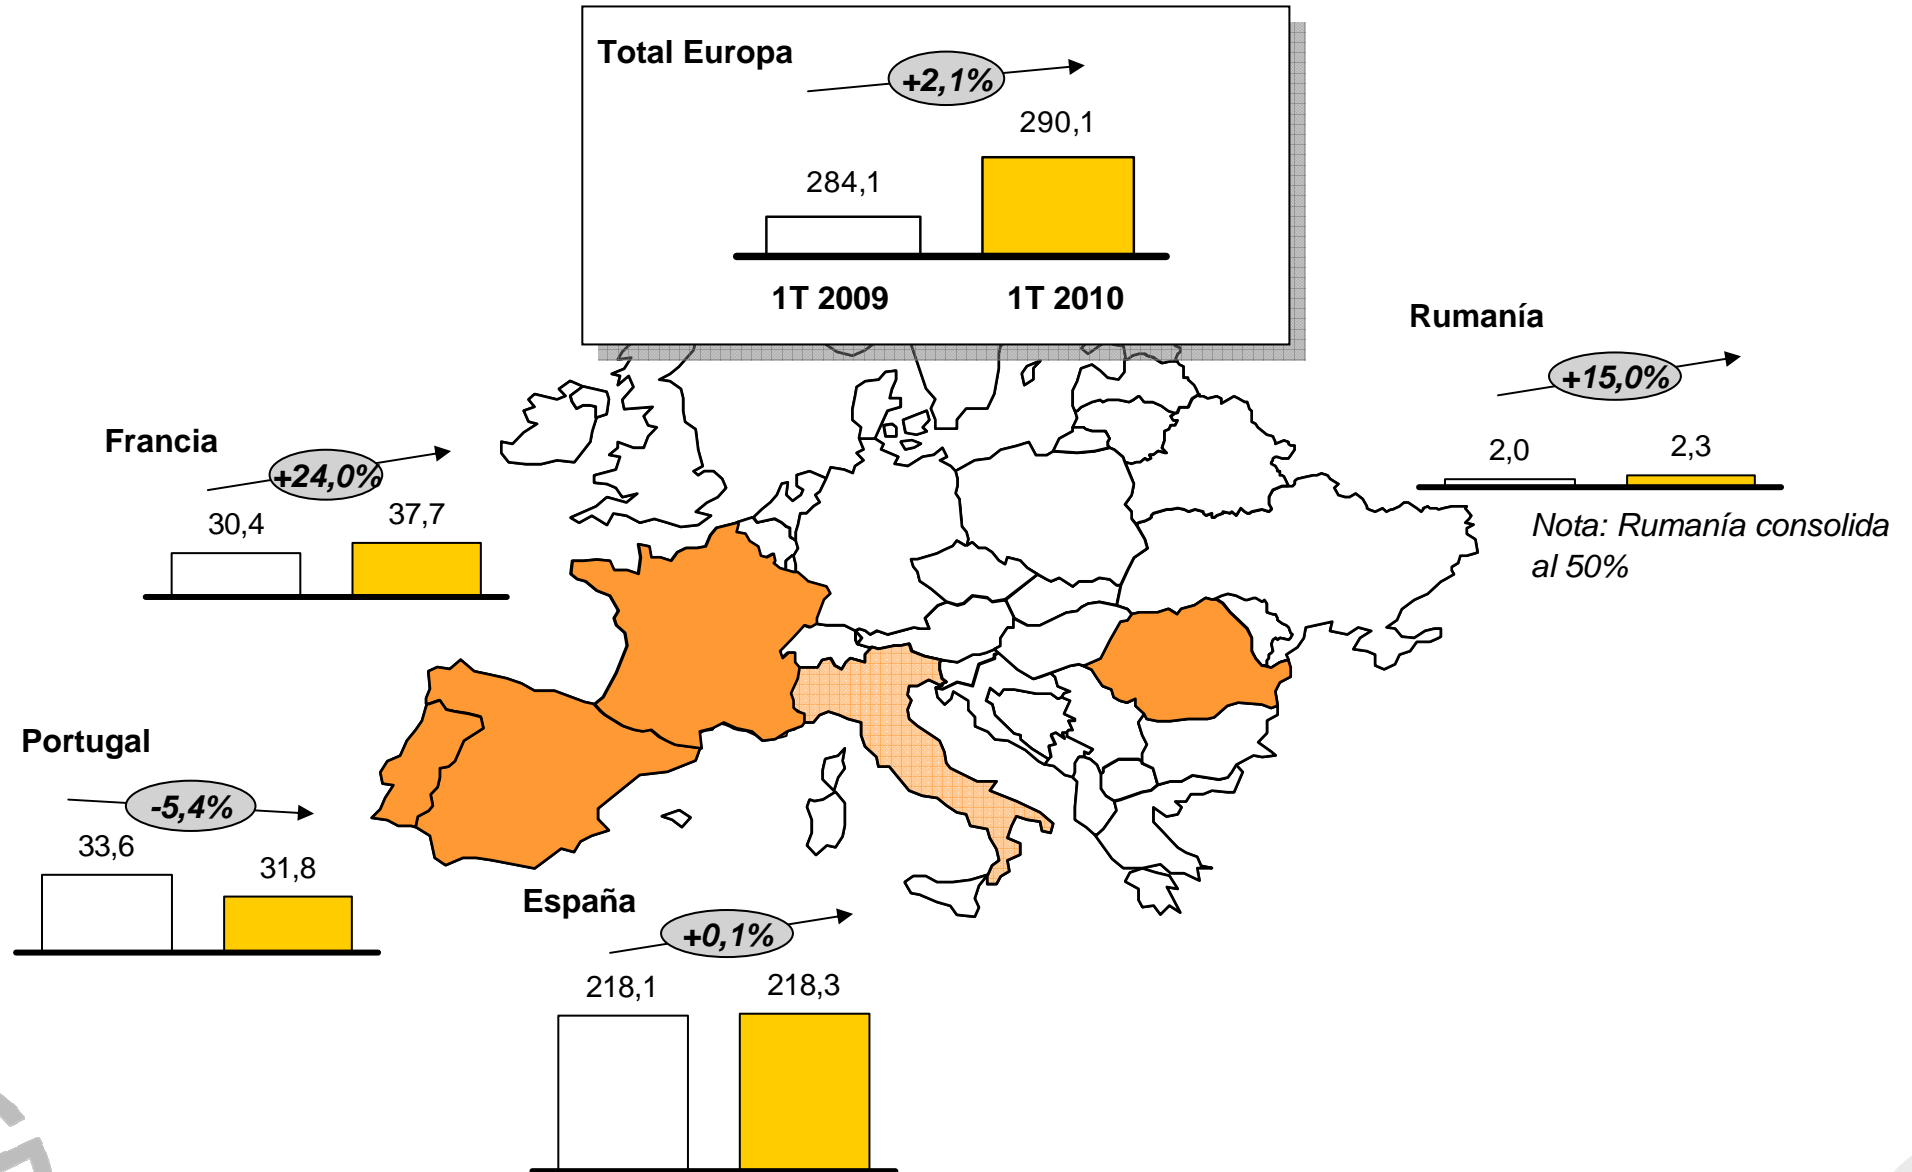 Total Europa
+2,1%
290,1
284,1
1T 2009 1T 2010
Rumanía
+15,0%
2,0 2,3
Nota: Rumanía consolida
al 50%
Francia
+24,0%
30,4 37,7
Portugal
-5,4%
33,6
31,8
España
+0,1%
218,1 218,3